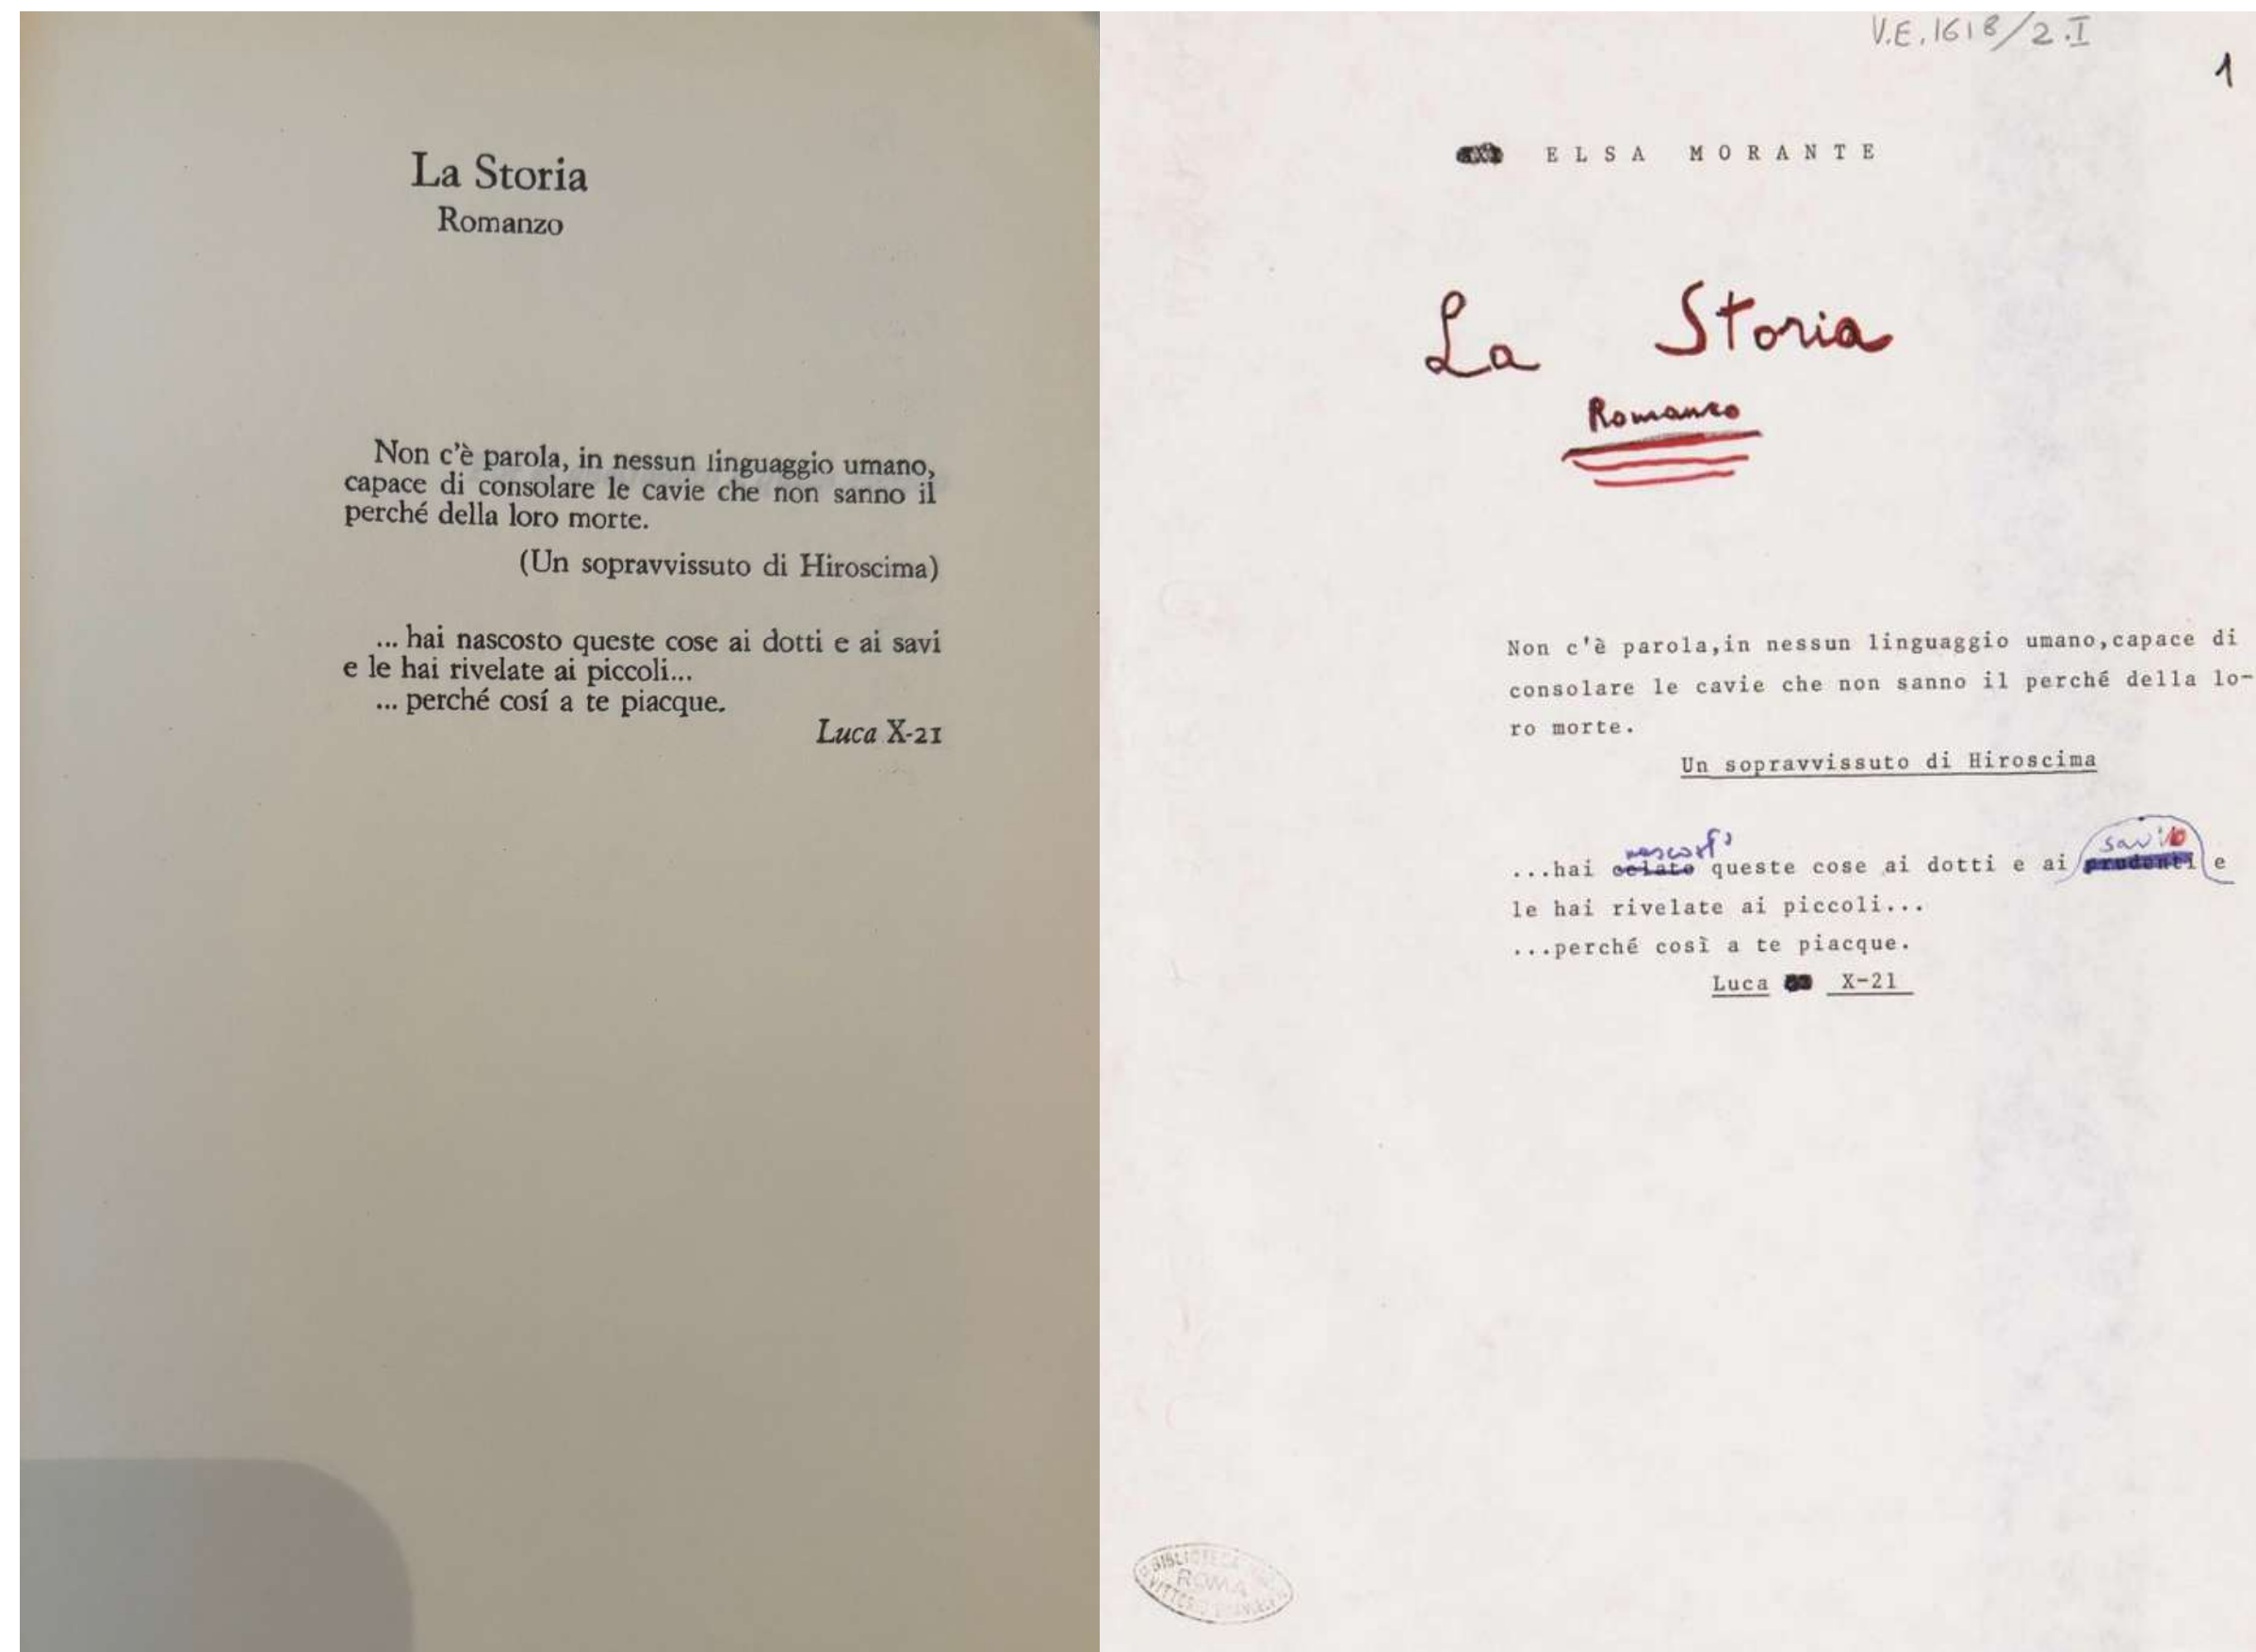 La Storia
Romanzo
Non c'è parola, in nessun linguaggio umano,
capace di consolare le cavie che non sanno il
perché della loro morte.
(Un sopravvissuto di Hiroscima)
... hai nascosto queste cose ai dotti e ai savi
e le hai rivelate ai piccoli...
... perché cosí a te piacque.
Luca X-21
V.E.1618/2.I
1
ELSA MORANTE
La Storia
Romanzo
Non c'è parola,in nessun linguaggio umano,capace di
consolare le cavie che non sanno il perché della lo-
ro morte.
Un sopravvissuto di Hiroscima
nascosto savi
...hai celato queste cose ai dotti e ai prudenti e
le hai rivelate ai piccoli...
...perché così a te piacque.
Luca X-21
BIBLIOTECA
ROMA
VITTORIO EMANUELE